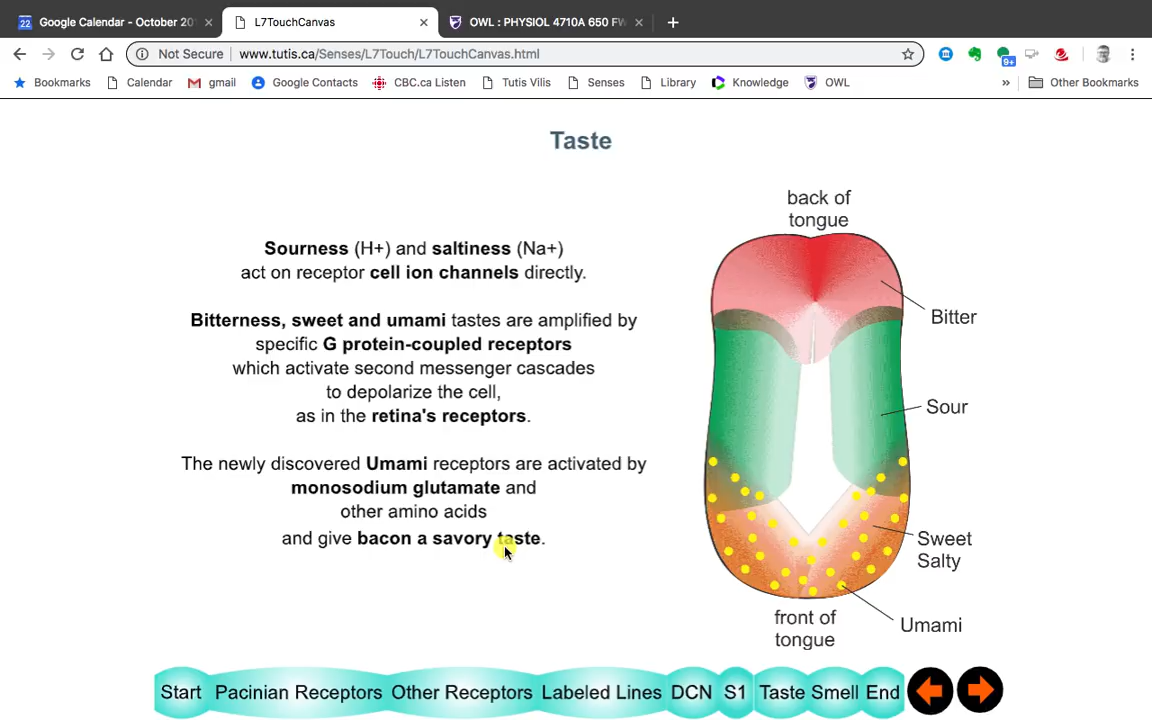 22 Google Calendar - October 20 × L7TouchCanvas × OWL : PHYSIOL 4710A 650 FW × +
Not Secure www.tutis.ca/Senses/L7Touch/L7TouchCanvas.html 9+
Bookmarks Calendar gmail Google Contacts CBC.ca Listen Tutis Vilis Senses Library Knowledge OWL » Other Bookmarks
Taste
back of
tongue
Sourness (H+) and saltiness (Na+)
act on receptor cell ion channels directly.
Bitterness, sweet and umami tastes are amplified by
specific G protein-coupled receptors
which activate second messenger cascades
to depolarize the cell,
as in the retina's receptors.
The newly discovered Umami receptors are activated by
monosodium glutamate and
other amino acids
and give bacon a savory taste.
Bitter
Sour
Sweet
Salty
Umami
front of
tongue
Start Pacinian Receptors Other Receptors Labeled Lines DCN S1 Taste Smell End